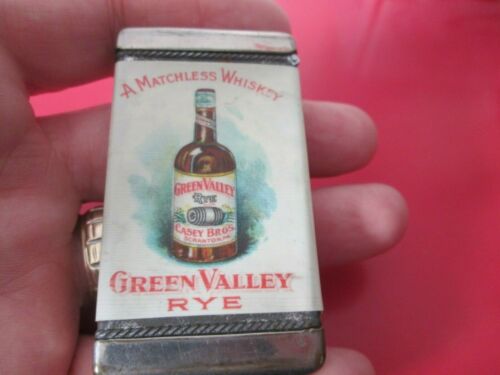 A MATCHLESS WHISKEY
GREEN VALLEY
RYE
CASEY BROS.
SCRANTON, PA.
GREEN VALLEY
RYE